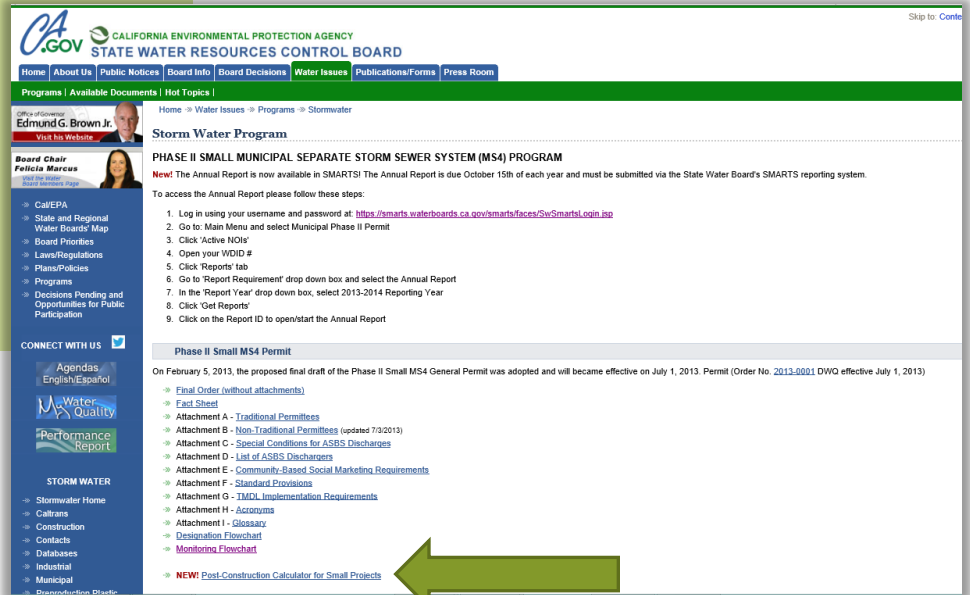 Skip to: Conte
CA
.GOV
CALIFORNIA ENVIRONMENTAL PROTECTION AGENCY
STATE WATER RESOURCES CONTROL BOARD
Home About Us Public Notices Board Info Board Decisions Water Issues Publications/Forms Press Room
Programs | Available Documents | Hot Topics |
Office of Governor
Edmund G. Brown Jr.
Visit his Website
Board Chair
Felicia Marcus
Visit the Water
Board Members Page
Cal/EPA
State and Regional
Water Boards' Map
Board Priorities
Laws/Regulations
Plans/Policies
Programs
Decisions Pending and
Opportunities for Public
Participation
CONNECT WITH US
Agendas
English/Español
My Water
Quality
Performance
Report
STORM WATER
Stormwater Home
Caltrans
Construction
Contacts
Databases
Industrial
Municipal
Preproduction Plastic
Home -» Water Issues -» Programs -» Stormwater
Storm Water Program
PHASE II SMALL MUNICIPAL SEPARATE STORM SEWER SYSTEM (MS4) PROGRAM
New! The Annual Report is now available in SMARTS! The Annual Report is due October 15th of each year and must be submitted via the State Water Board's SMARTS reporting system.
To access the Annual Report please follow these steps:
1. Log in using your username and password at: https://smarts.waterboards.ca.gov/smarts/faces/SwSmartsLogin.jsp
2. Go to: Main Menu and select Municipal Phase II Permit
3. Click 'Active NOIs'
4. Open your WDID #
5. Click 'Reports' tab
6. Go to 'Report Requirement' drop down box and select the Annual Report
7. In the 'Report Year' drop down box, select 2013-2014 Reporting Year
8. Click 'Get Reports'
9. Click on the Report ID to open/start the Annual Report
Phase II Small MS4 Permit
On February 5, 2013, the proposed final draft of the Phase II Small MS4 General Permit was adopted and will became effective on July 1, 2013. Permit (Order No. 2013-0001 DWQ effective July 1, 2013)
Final Order (without attachments)
Fact Sheet
Attachment A - Traditional Permittees
Attachment B - Non-Traditional Permittees (updated 7/3/2013)
Attachment C - Special Conditions for ASBS Discharges
Attachment D - List of ASBS Dischargers
Attachment E - Community-Based Social Marketing Requirements
Attachment F - Standard Provisions
Attachment G - TMDL Implementation Requirements
Attachment H - Acronyms
Attachment I - Glossary
Designation Flowchart
Monitoring Flowchart
NEW! Post-Construction Calculator for Small Projects